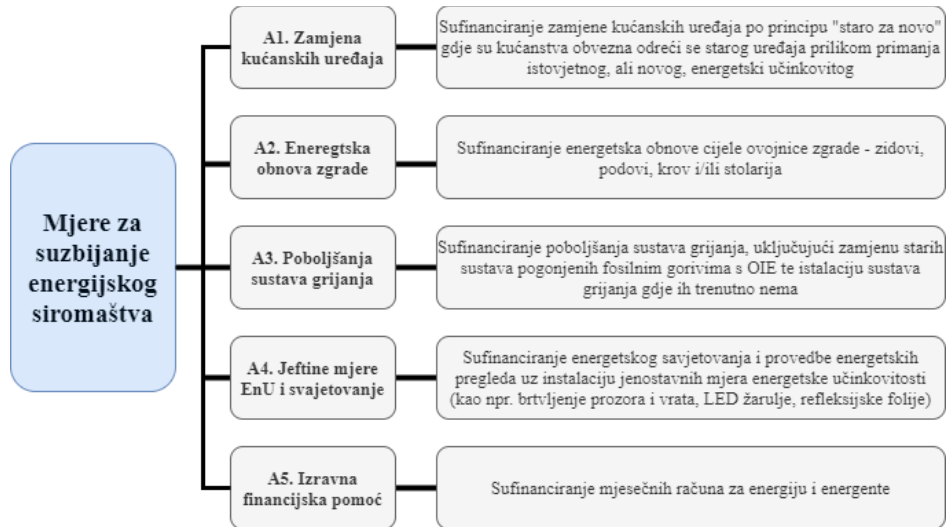 Mjere za
suzbijanje
energijskog
siromaštva
A1. Zamjena
kućanskih uređaja
Sufinanciranje zamjene kućanskih uređaja po principu "staro za novo"
gdje su kućanstva obvezna odreći se starog uređaja prilikom primanja
istovjetnog, ali novog, energetski učinkovitog
A2. Eneregtska
obnova zgrade
Sufinanciranje energetska obnove cijele ovojnice zgrade - zidovi,
podovi, krov i/ili stolarija
A3. Poboljšanja
sustava grijanja
Sufinanciranje poboljšanja sustava grijanja, uključujući zamjenu starih
sustava pogonjenih fosilnim gorivima s OIE te istalaciju sustava
grijanja gdje ih trenutno nema
A4. Jeftine mjere
EnU i svajetovanje
Sufinanciranje energetskog savjetovanja i provedbe energetskih
pregleda uz instalaciju jenostavnih mjera energetske učinkovitosti
(kao npr. brtvljenje prozora i vrata, LED žarulje, refleksijske folije)
A5. Izravna
financijska pomoć
Sufinanciranje mjesečnih računa za energiju i energente